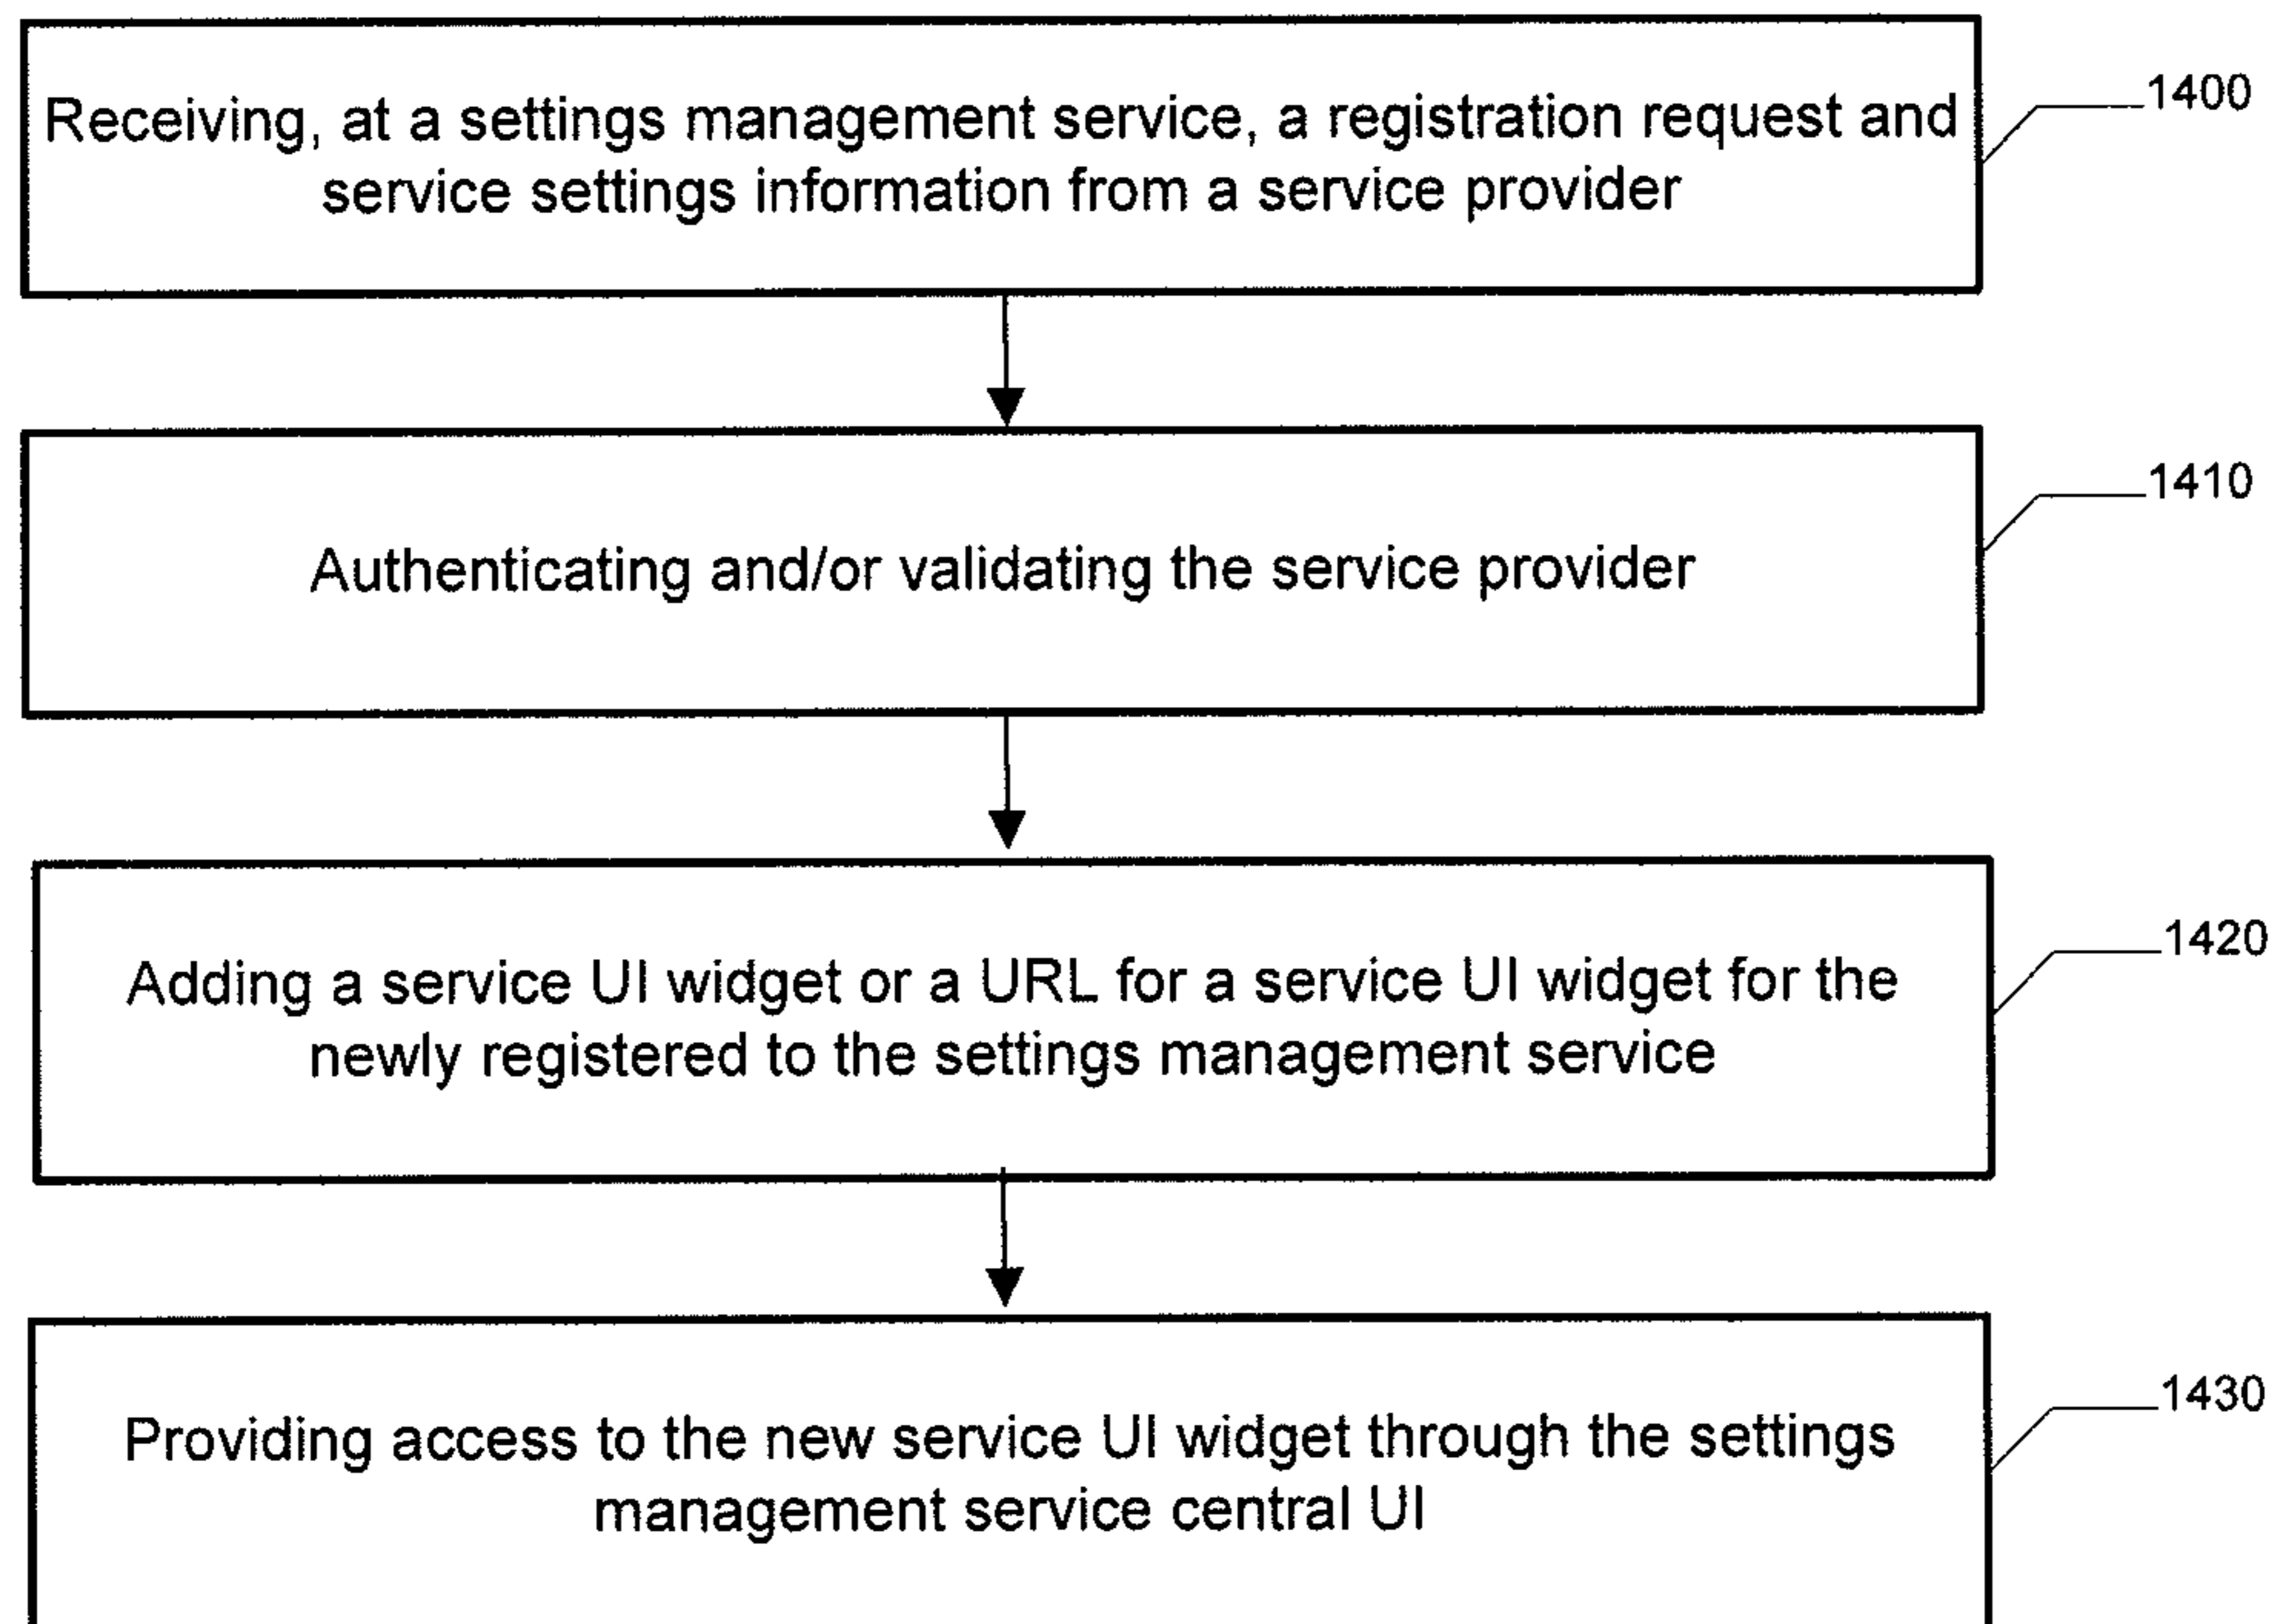 Receiving, at a settings management service, a registration request and
service settings information from a service provider
1400
Authenticating and/or validating the service provider
1410
Adding a service UI widget or a URL for a service UI widget for the
newly registered to the settings management service
1420
Providing access to the new service UI widget through the settings
management service central UI
1430